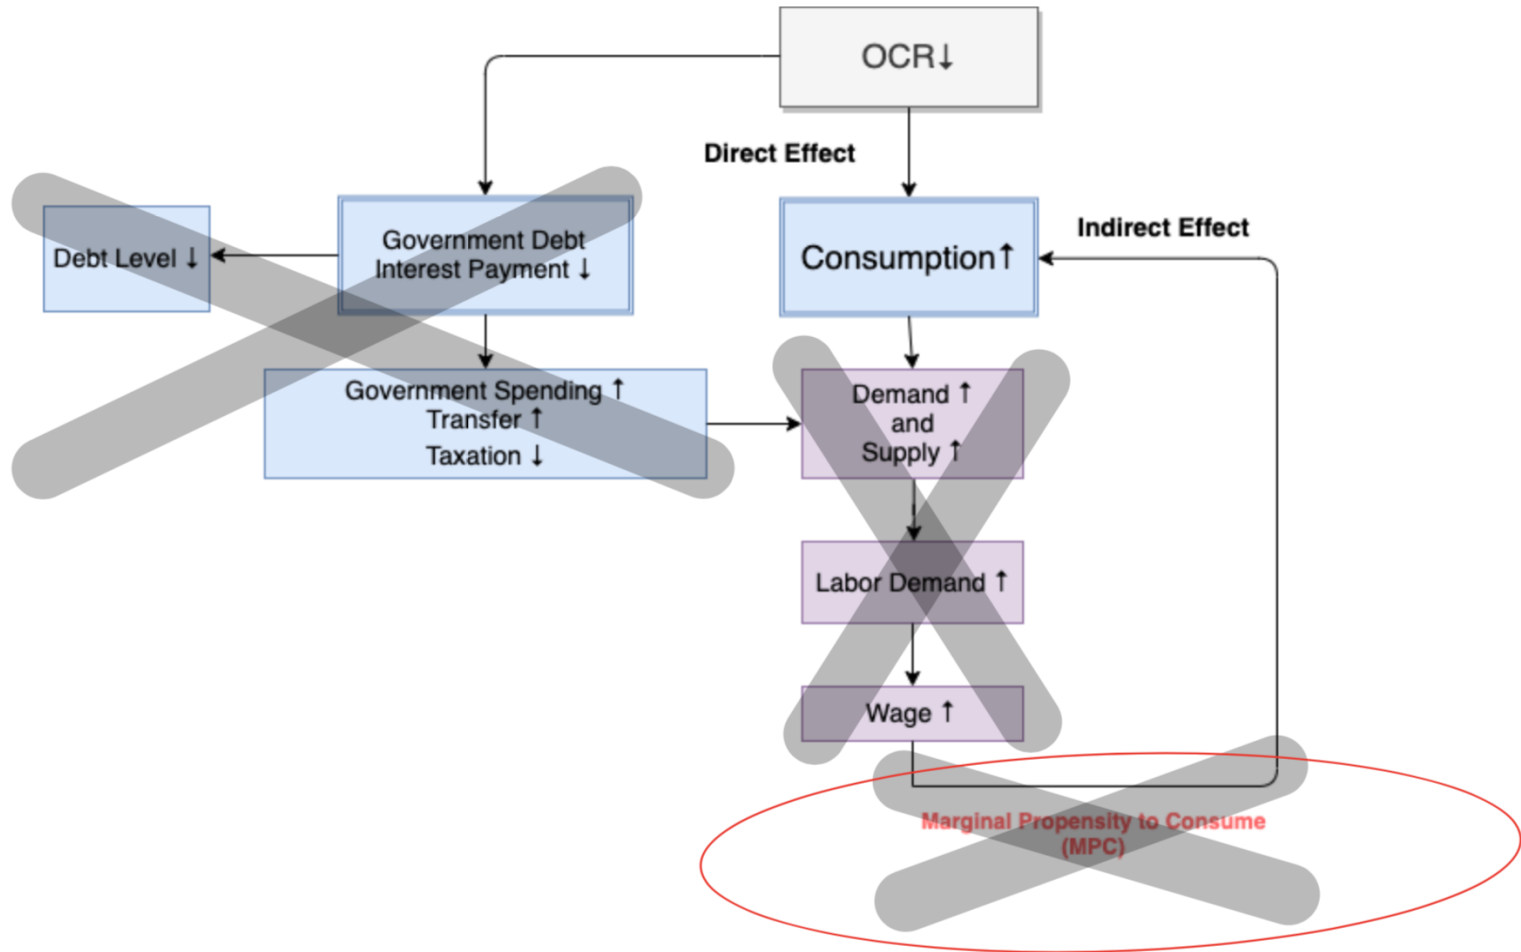 OCR↓
Direct Effect
Indirect Effect
Debt Level ↓
Government Debt
Interest Payment ↓
Consumption↑
Government Spending ↑
Transfer ↑
Taxation ↓
Demand ↑
and
Supply ↑
Labor Demand ↑
Wage ↑
Marginal Propensity to Consume
(MPC)